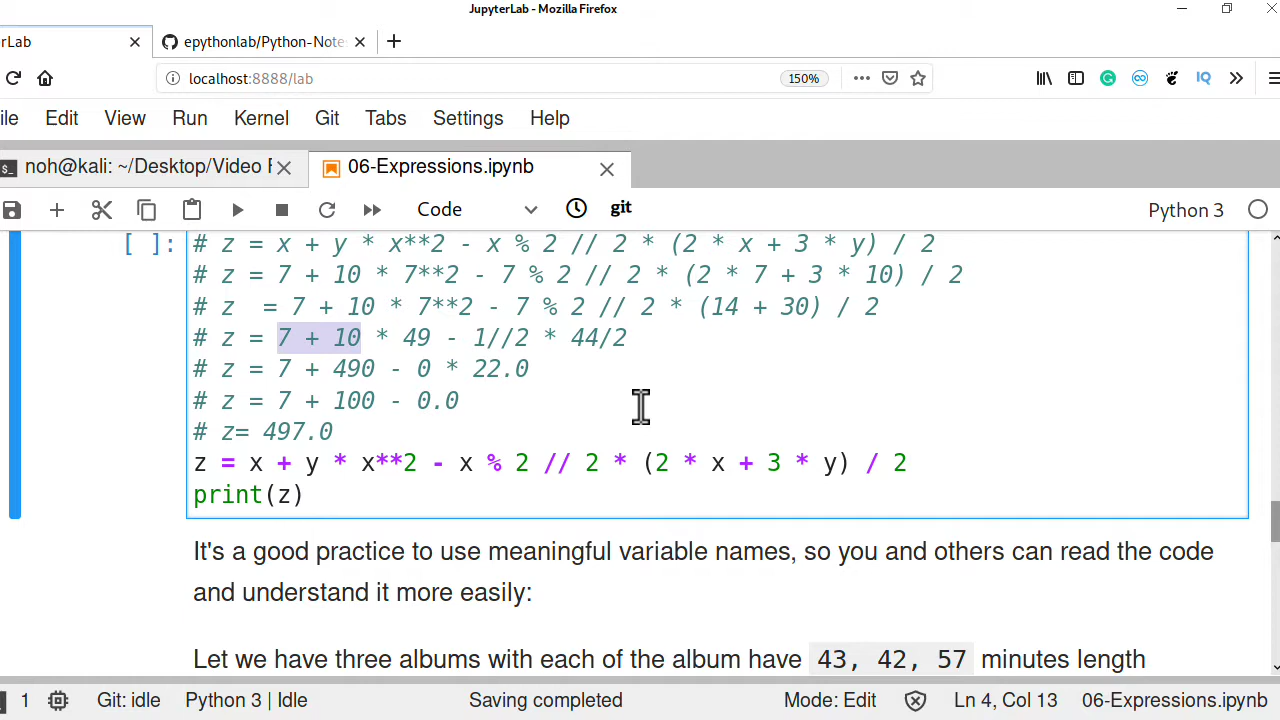 JupyterLab - Mozilla Firefox
rLab
epythonlab/Python-Note
localhost:8888/lab
150%
IQ
ile Edit View Run Kernel Git Tabs Settings Help
noh@kali: ~/Desktop/Video F
06-Expressions.ipynb
Code
git
Python 3
[ ]:
# z = x + y * x**2 - x % 2 // 2 * (2 * x + 3 * y) / 2
# z = 7 + 10 * 7**2 - 7 % 2 // 2 * (2 * 7 + 3 * 10) / 2
# z  = 7 + 10 * 7**2 - 7 % 2 // 2 * (14 + 30) / 2
# z = 7 + 10 * 49 - 1//2 * 44/2
# z = 7 + 490 - 0 * 22.0
# z = 7 + 100 - 0.0
# z= 497.0
z = x + y * x**2 - x % 2 // 2 * (2 * x + 3 * y) / 2
print(z)
It's a good practice to use meaningful variable names, so you and others can read the code
and understand it more easily:
Let we have three albums with each of the album have 43, 42, 57 minutes length
1 Git: idle Python 3 | Idle Saving completed Mode: Edit Ln 4, Col 13 06-Expressions.ipynb